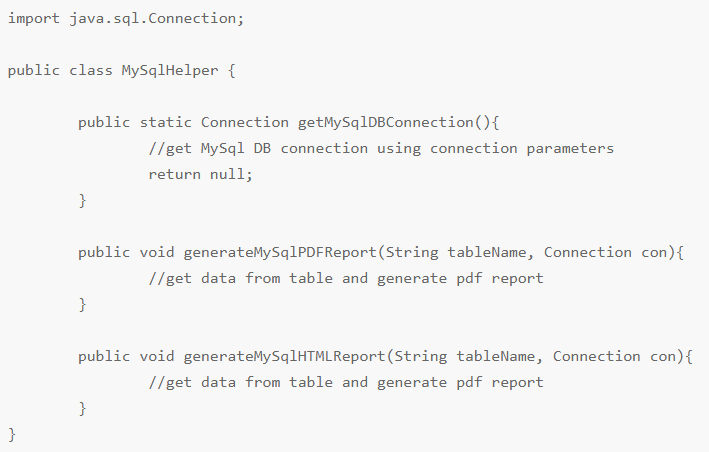 import java.sql.Connection;
public class MySqlHelper {
public static Connection getMySqlDBConnection(){
//get MySql DB connection using connection parameters
return null;
}
public void generateMySqlPDFReport(String tableName, Connection con){
//get data from table and generate pdf report
}
public void generateMySqlHTMLReport(String tableName, Connection con){
//get data from table and generate pdf report
}
}